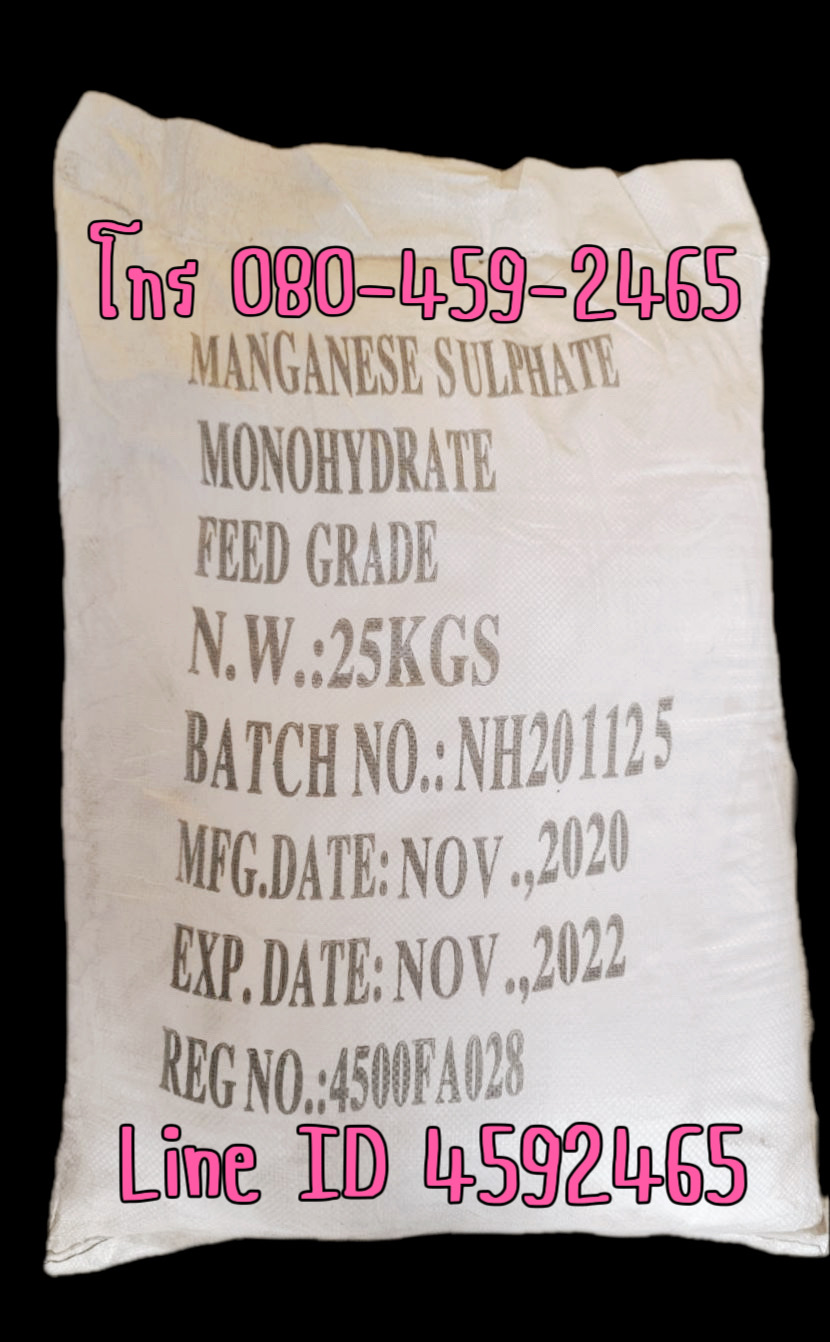 โทร 080-459-2465
MANGANESE SULPHATE
MONOHYDRATE
FEED GRADE
N.W.:25KGS
BATCH NO.: NH201125
MFG.DATE: NOV .,2020
EXP. DATE: NOV .,2022
REG NO.:4500FA028
Line ID 4592465